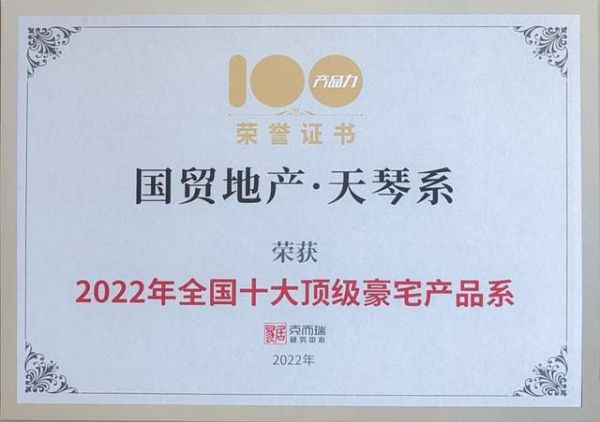 100
产品力
荣誉证书
国贸地产·天琴系
荣获
2022年全国十大顶级豪宅产品系
易居 克而瑞
研究中心
2022年